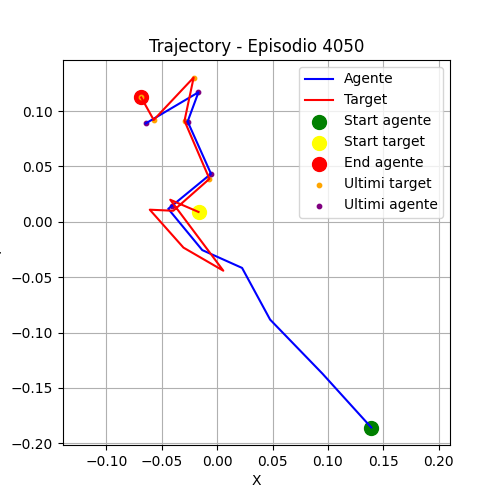 Trajectory - Episodio 4050
Agente
Target
Start agente
Start target
End agente
Ultimi target
Ultimi agente
0.10
0.05
0.00
−0.05
−0.10
−0.15
−0.20
−0.10
−0.05
0.00
0.05
0.10
0.15
0.20
X